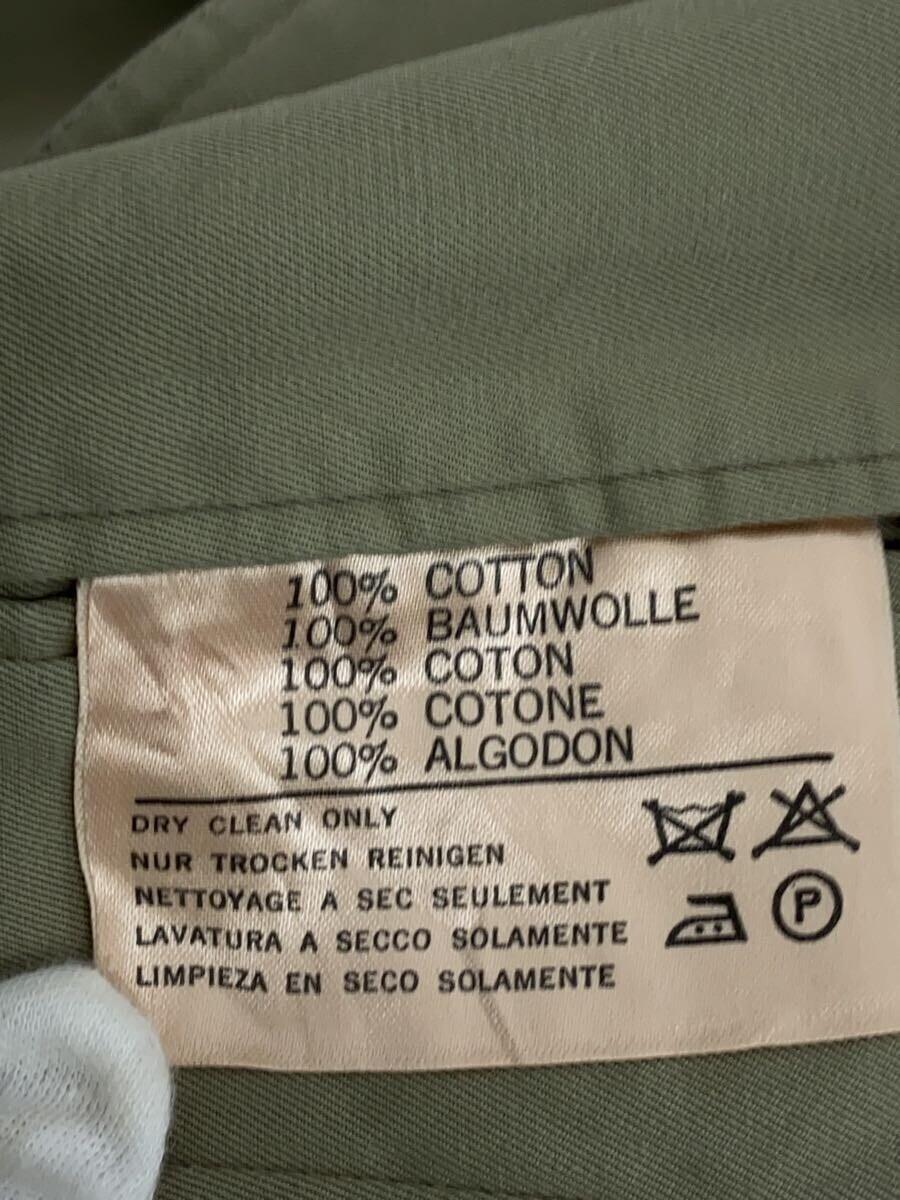 100% COTTON
100% BAUMWOLLE
100% COTON
100% COTONE
100% ALGODON
DRY CLEAN ONLY
NUR TROCKEN REINIGEN
NETTOYAGE A SEC SEULEMENT
LAVATURA A SECCO SOLAMENTE
LIMPIEZA EN SECO SOLAMENTE
P